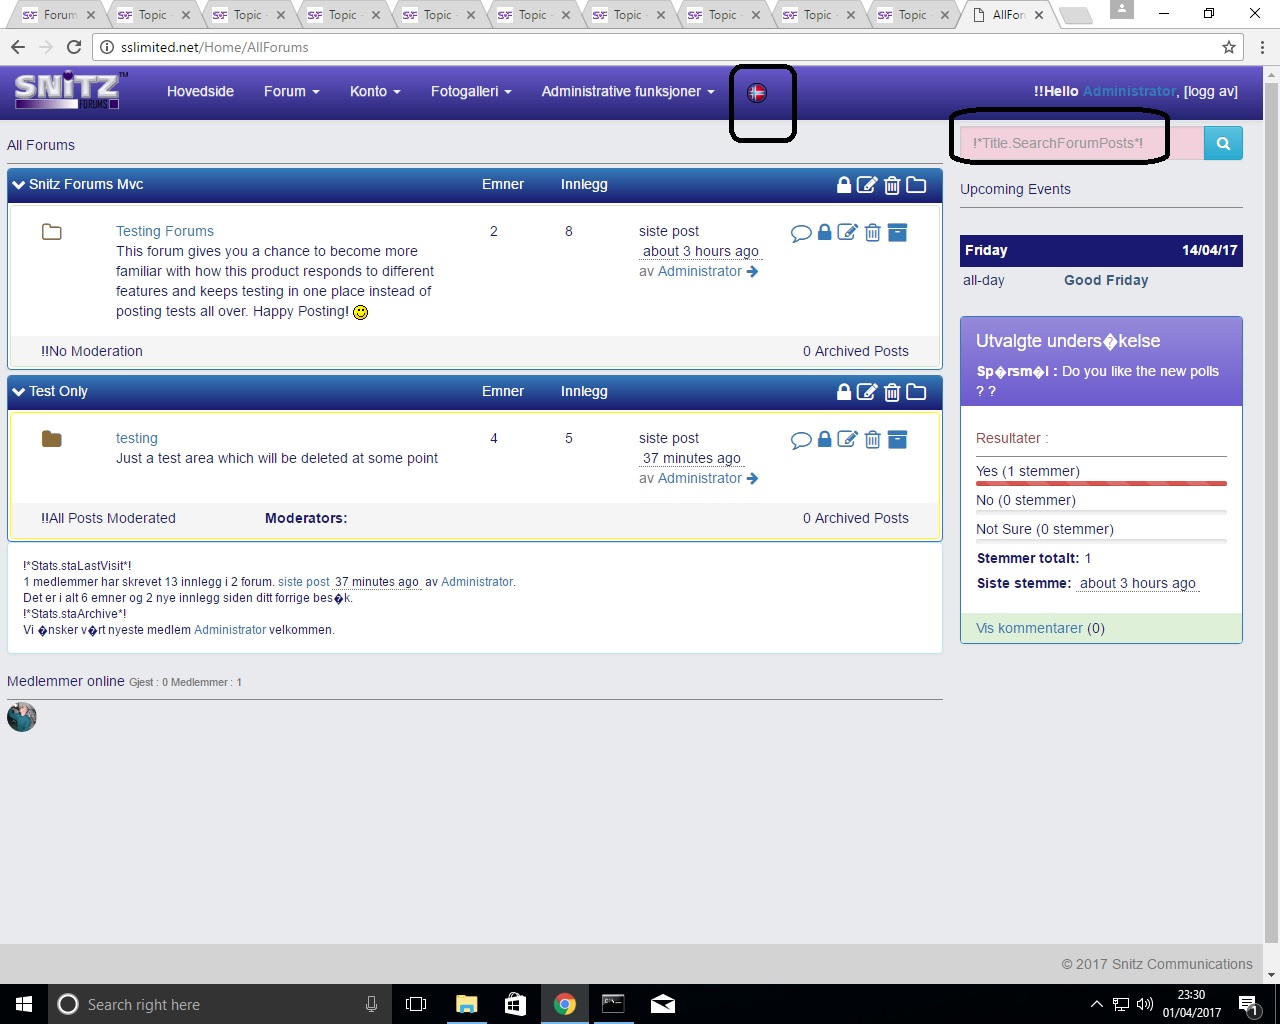 Forum
Topic
Topic
Topic
Topic
Topic
Topic
Topic
Topic
Topic
AllForu
sslimited.net/Home/AllForums
SNITZ™
FORUMS
Hovedside
Forum
Konto
Fotogalleri
Administrative funksjoner
!!Hello Administrator, [logg av]
All Forums
!*Title.SearchForumPosts*!
Snitz Forums Mvc
Emner
Innlegg
Testing Forums
This forum gives you a chance to become more
familiar with how this product responds to different
features and keeps testing in one place instead of
posting tests all over. Happy Posting!
2
8
siste post
about 3 hours ago
av Administrator
!!No Moderation
0 Archived Posts
Test Only
Emner
Innlegg
testing
Just a test area which will be deleted at some point
4
5
siste post
37 minutes ago
av Administrator
!!All Posts Moderated
Moderators:
0 Archived Posts
!*Stats.staLastVisit*!
1 medlemmer har skrevet 13 innlegg i 2 forum. siste post 37 minutes ago av Administrator.
Det er i alt 6 emner og 2 nye innlegg siden ditt forrige bes�k.
!*Stats.staArchive*!
Vi �nsker v�rt nyeste medlem Administrator velkommen.
Medlemmer online Gjest : 0 Medlemmer : 1
Upcoming Events
Friday
14/04/17
all-day
Good Friday
Utvalgte unders�kelse
Sp�rsm�l : Do you like the new polls
? ?
Resultater :
Yes (1 stemmer)
No (0 stemmer)
Not Sure (0 stemmer)
Stemmer totalt: 1
Siste stemme: about 3 hours ago
Vis kommentarer (0)
© 2017 Snitz Communications
Search right here
23:30
01/04/2017
1